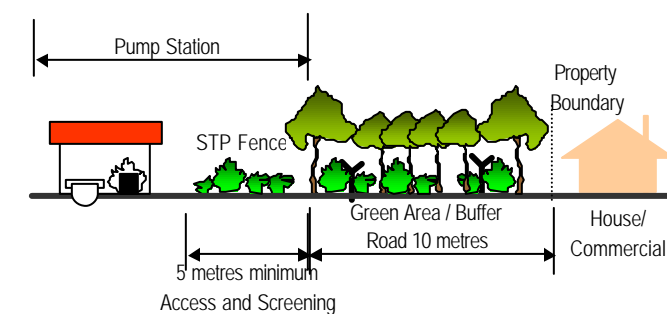 Pump Station
Property
Boundary
STP Fence
Green Area / Buffer
Road 10 metres
House/
Commercial
5 metres minimum
Access and Screening